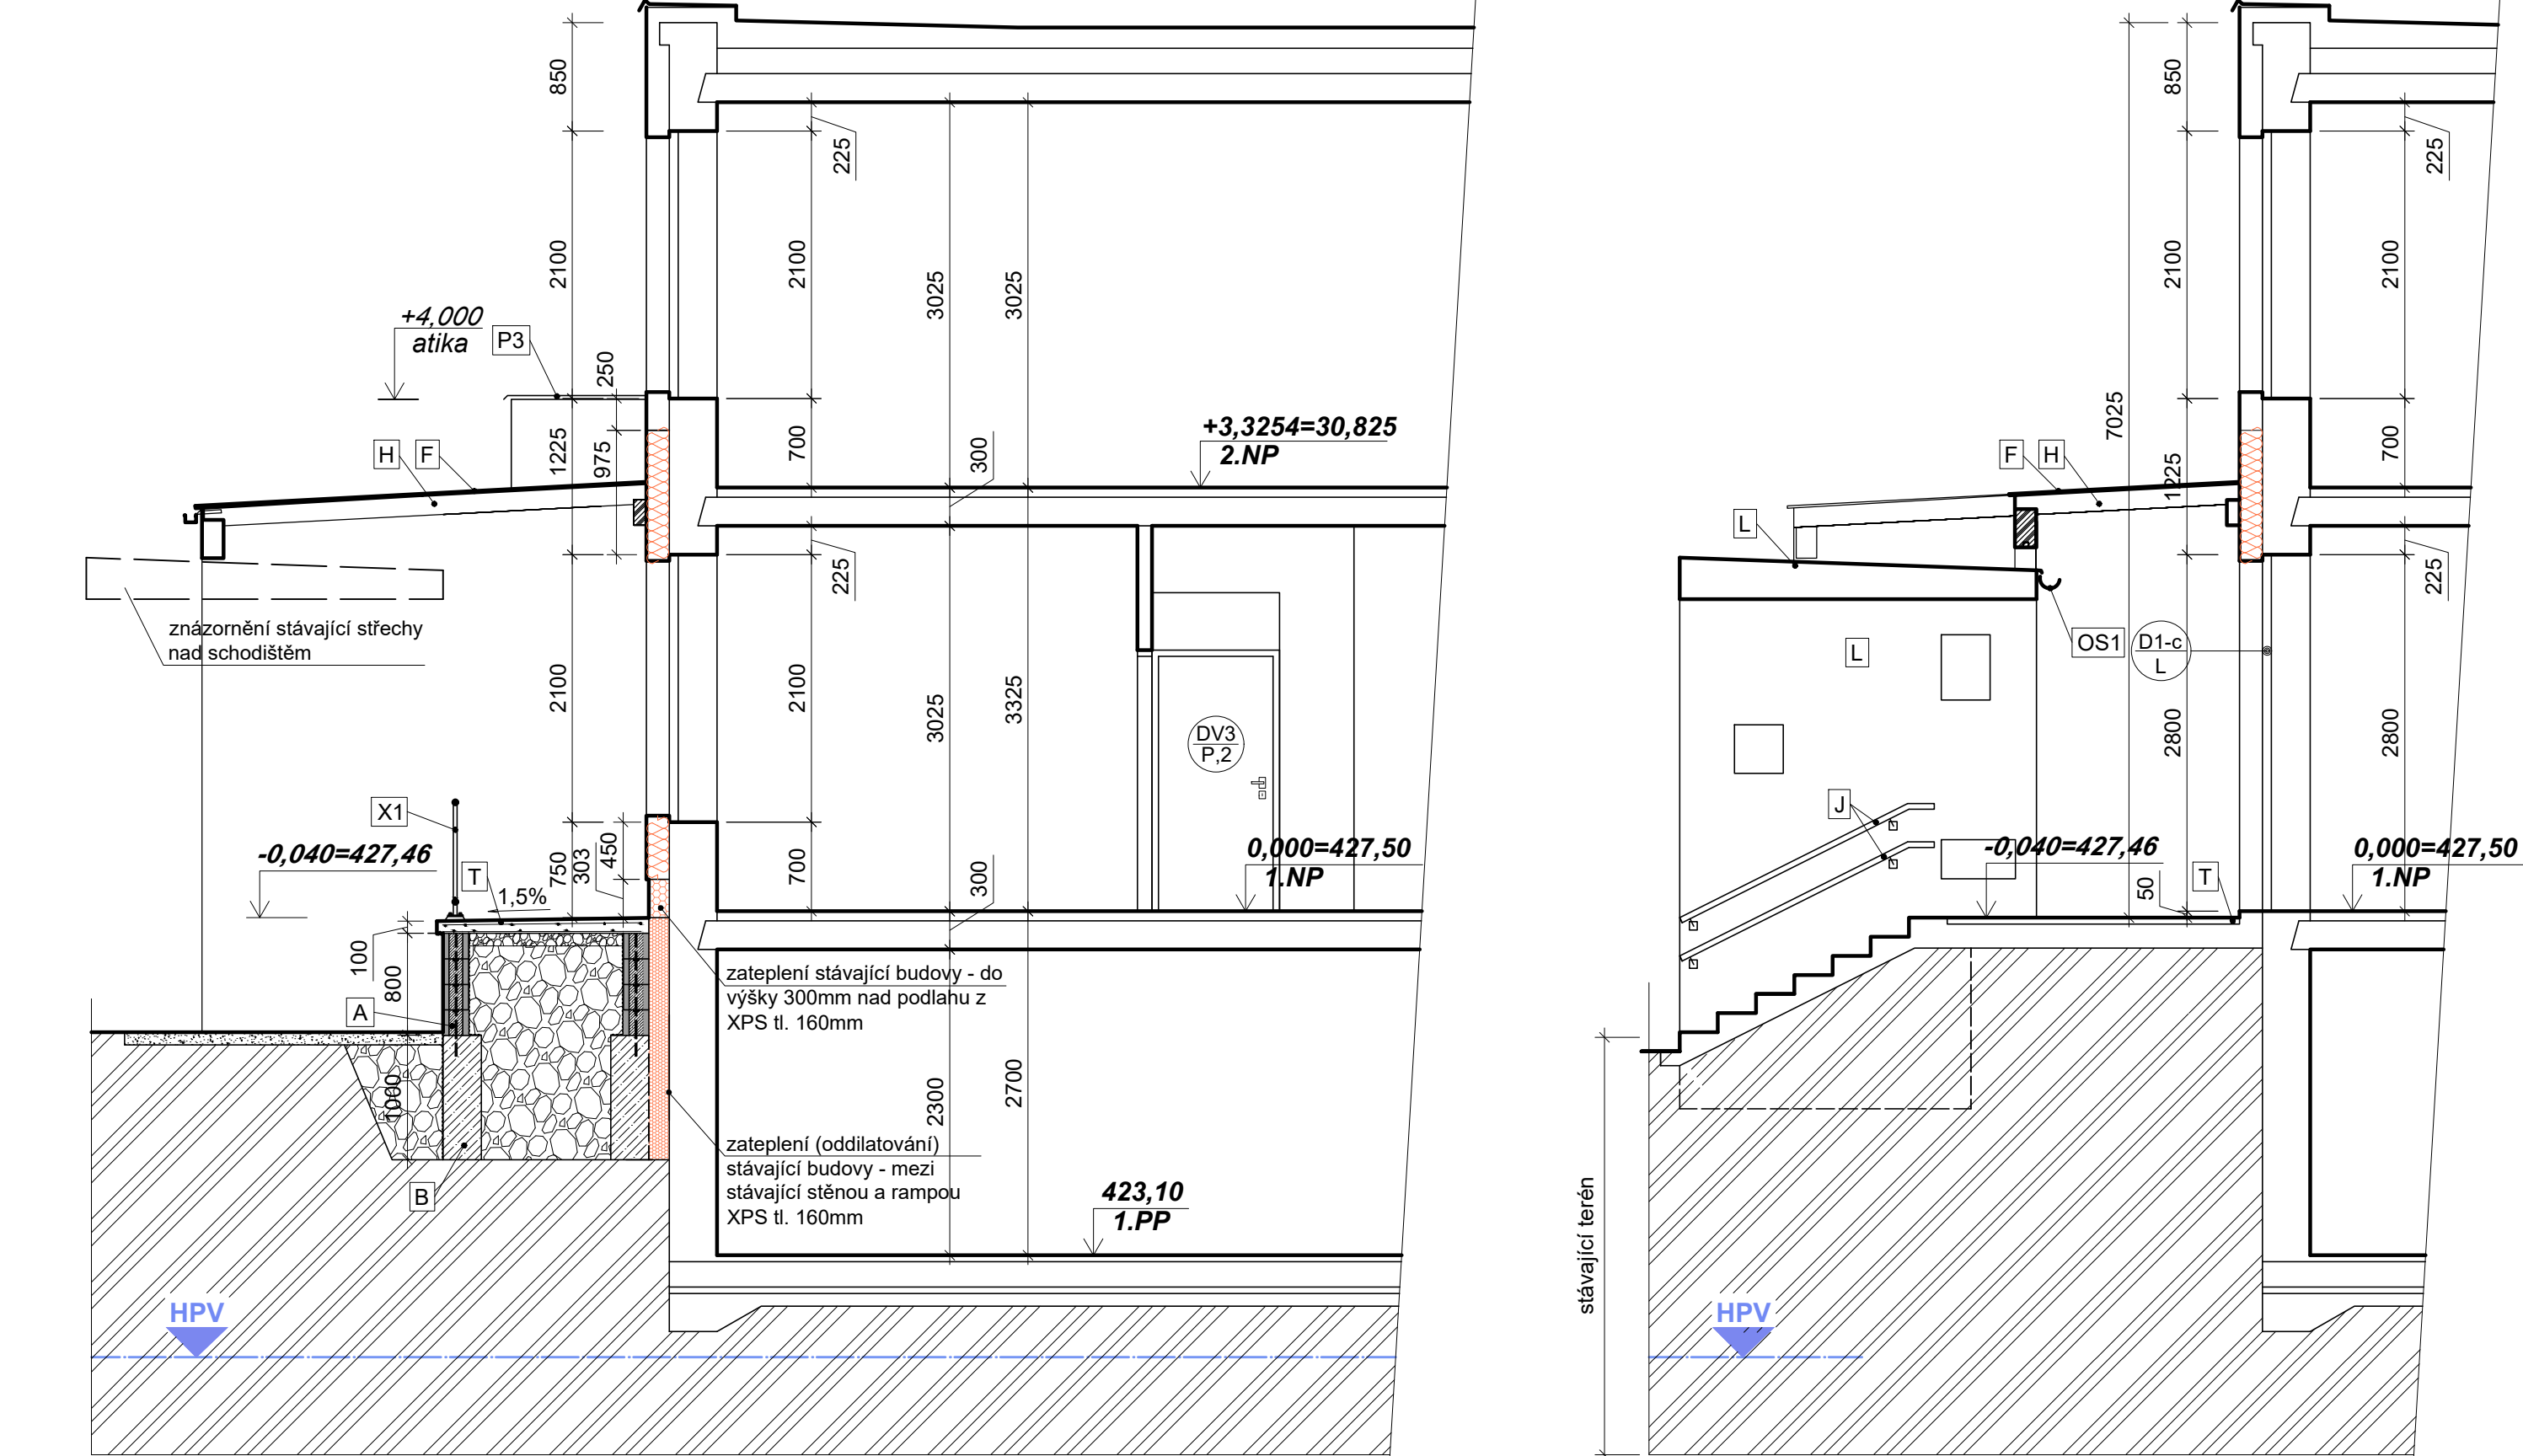 850
2100
225
2100
3025
3025
+4,000
atika
P3
250
1225
975
700
300
+3,3254=30,825
2.NP
H
F
znázornění stávající střechy
nad schodištěm
225
2100
2100
3025
3325
DV3
P,2
X1
-0,040=427,46
T
1,5%
750
303
450
700
300
0,000=427,50
1.NP
100
800
A
1000
B
zateplení stávající budovy - do
výšky 300mm nad podlahu z
XPS tl. 160mm
zateplení (oddilatování)
stávající budovy - mezi
stávající stěnou a rampou
XPS tl. 160mm
2300
2700
423,10
1.PP
HPV
850
225
2100
2100
7025
1225
700
F
H
L
225
L
OS1
D1-c
L
2800
2800
J
-0,040=427,46
50
T
0,000=427,50
1.NP
stávající terén
HPV